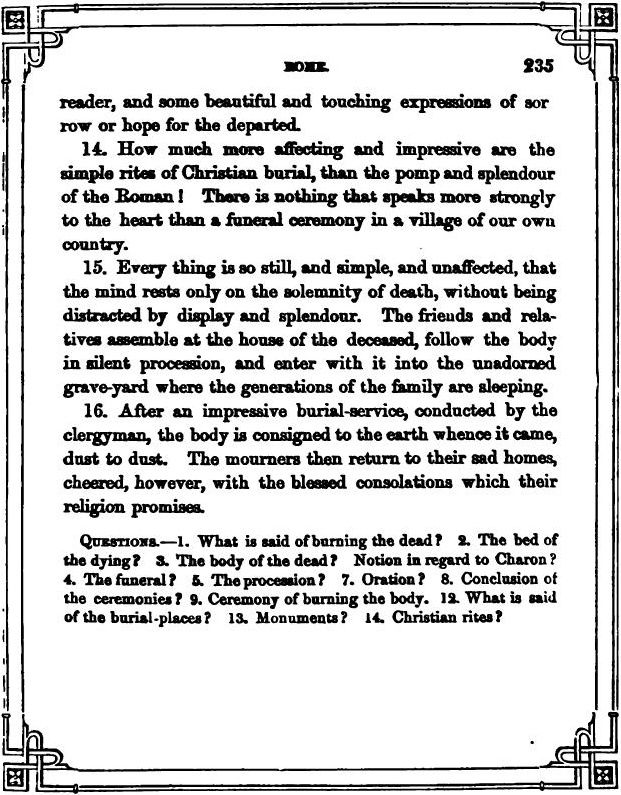 ROME.
235
reader, and some beautiful and touching expressions of sor
row or hope for the departed.
14. How much more affecting and impressive are the
simple rites of Christian burial, than the pomp and splendour
of the Roman! There is nothing that speaks more strongly
to the heart than a funeral ceremony in a village of our own
country.
15. Every thing is so still, and simple, and unaffected, that
the mind rests only on the solemnity of death, without being
distracted by display and splendour. The friends and rela-
tives assemble at the house of the deceased, follow the body
in silent procession, and enter with it into the unadorned
grave-yard where the generations of the family are sleeping.
16. After an impressive burial-service, conducted by the
clergyman, the body is consigned to the earth whence it came,
dust to dust. The mourners then return to their sad homes,
cheered, however, with the blessed consolations which their
religion promises.
QUESTIONS.—1. What is said of burning the dead? 2. The bed of
the dying? 3. The body of the dead? Notion in regard to Charon?
4. The funeral? 5. The procession? 7. Oration? 8. Conclusion of
the ceremonies? 9. Ceremony of burning the body. 12. What is said
of the burial-places? 13. Monuments? 14. Christian rites?